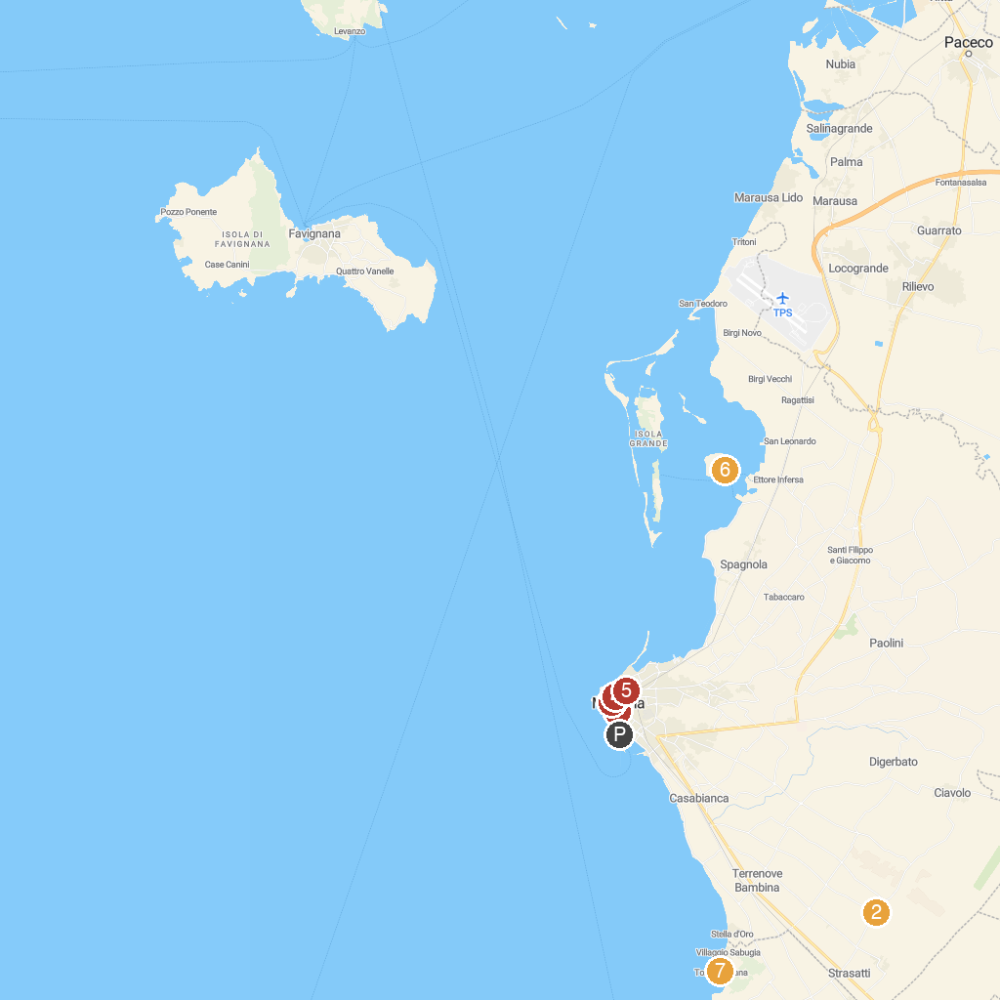 Levanzo
Paceco
Nubia
Salinagrande
Palma
Fontanasalsa
Marausa Lido
Marausa
Pozzo Ponente
Guarrato
Favignana
ISOLA DI
FAVIGNANA
Tritoni
Case Canini
Quattro Vanelle
Locogrande
Rilievo
San Teodoro
TPS
Birgi Novo
Birgi Vecchi
Ragattisi
ISOLA
GRANDE
San Leonardo
6
Ettore Infersa
Santi Filippo
e Giacomo
Spagnola
Tabaccaro
Paolini
5
P
Digerbato
Ciavolo
Casabianca
Terrenove
Bambina
2
Stella d'Oro
Villaggio Sabugia
7
Strasatti